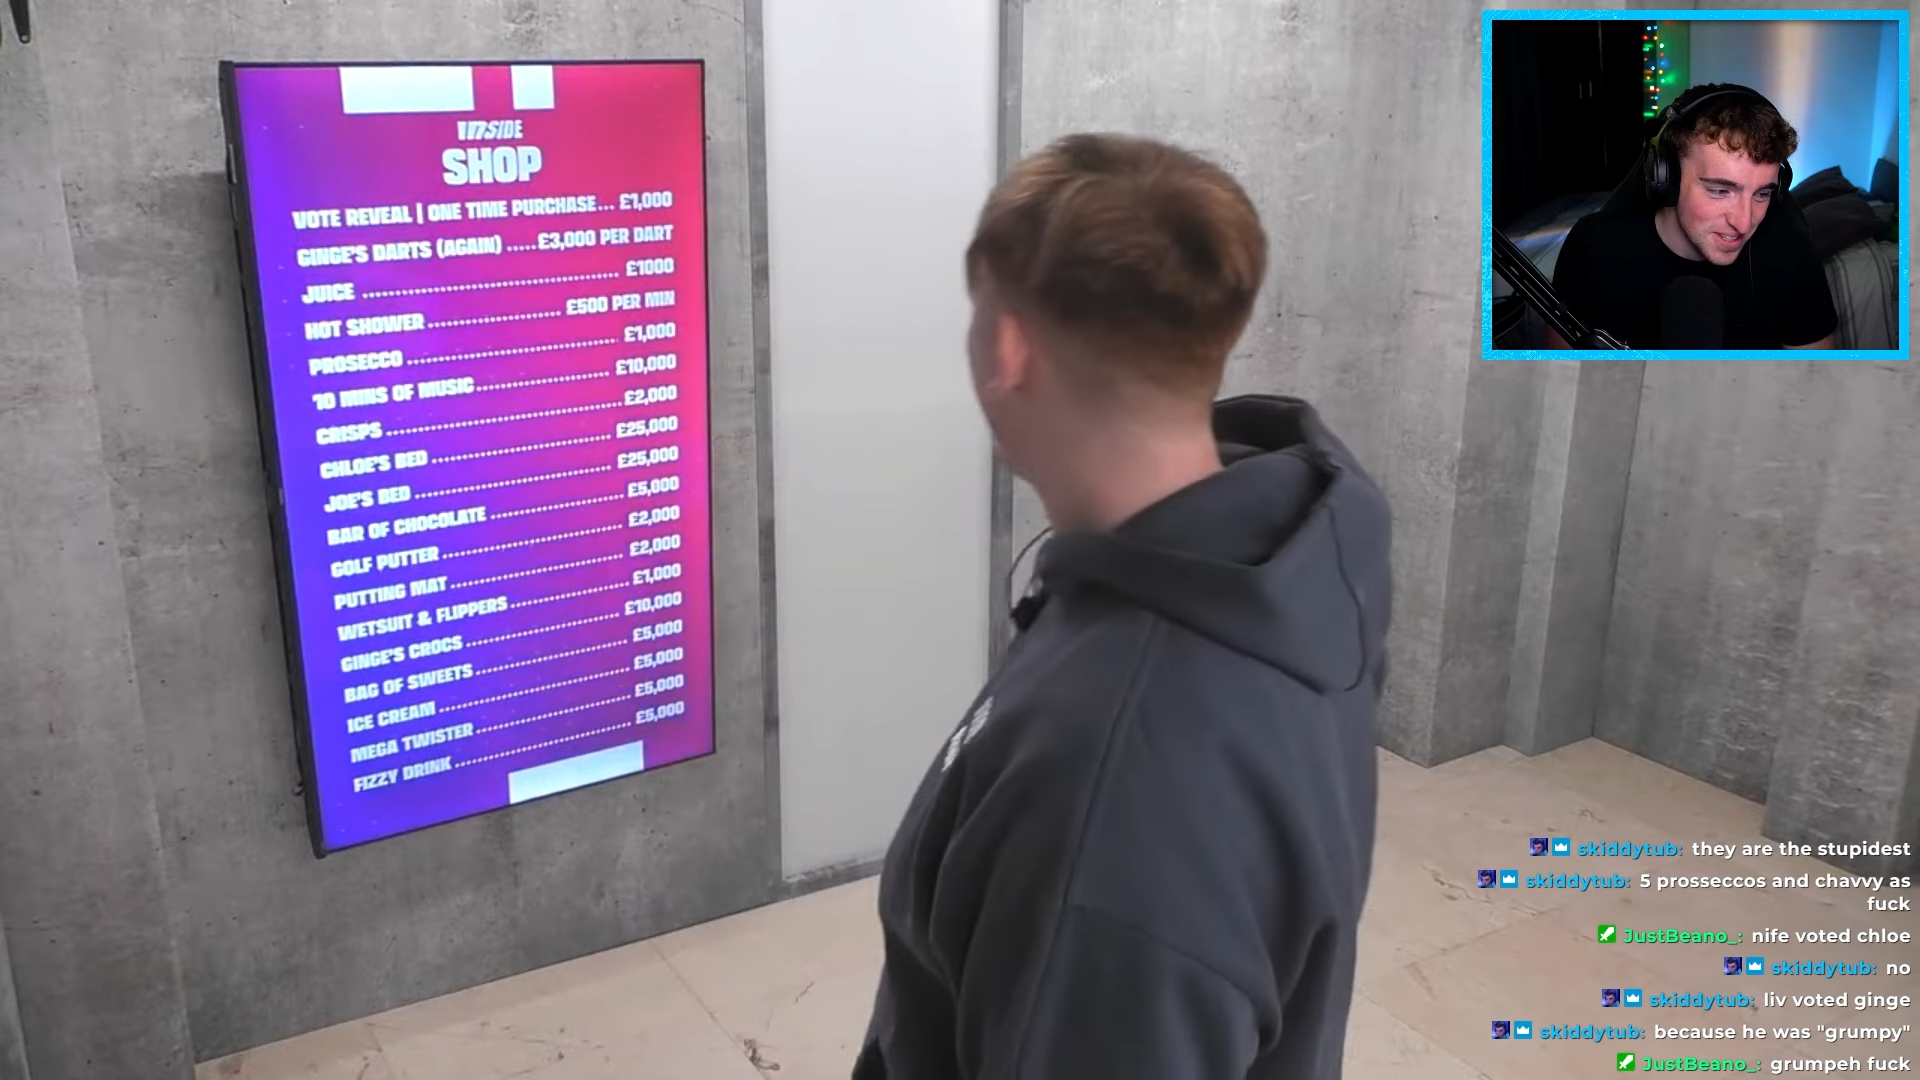 INSIDE
SHOP
VOTE REVEAL | ONE TIME PURCHASE... £1,000
GINGE'S DARTS (AGAIN) .....£3,000 PER DART
JUICE ........................................ £1000
HOT SHOWER ..................... £500 PER MIN
PROSECCO ................................. £1,000
10 MINS OF MUSIC.................... £10,000
CRISPS ..................................... £2,000
CHLOE'S BED ............................ £25,000
JOE'S BED ............................... £25,000
BAR OF CHOCOLATE ..................... £5,000
GOLF PUTTER ............................ £2,000
PUTTING MAT ............................ £2,000
WETSUIT & FLIPPERS .................. £1,000
GINGE'S CROCS ........................ £10,000
BAG OF SWEETS ........................ £5,000
ICE CREAM .............................. £5,000
MEGA TWISTER ......................... £5,000
FIZZY DRINK ............................ £5,000
skiddytub: they are the stupidest
skiddytub: 5 prosseccos and chavvy as
fuck
JustBeano_: nife voted chloe
skiddytub: no
skiddytub: liv voted ginge
skiddytub: because he was "grumpy"
JustBeano_: grumpeh fuck